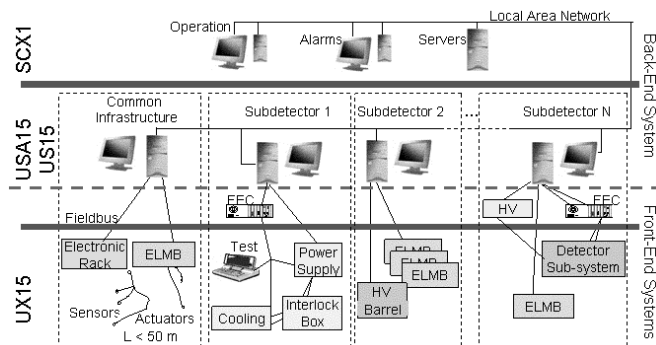 Local Area Network
Operation
Alarms
Servers
SCX1
Back-End System
Common
Infrastructure
Subdetector 1
Subdetector 2
...
Subdetector N
USA15
US15
FEC
HV
FEC
Fieldbus
Front-End Systems
Electronic
Rack
ELMB
Test
Power
Supply
ELMB
ELMB
ELMB
Detector
Sub-system
UX15
Sensors
Actuators
L < 50 m
Cooling
Interlock
Box
HV
Barrel
ELMB